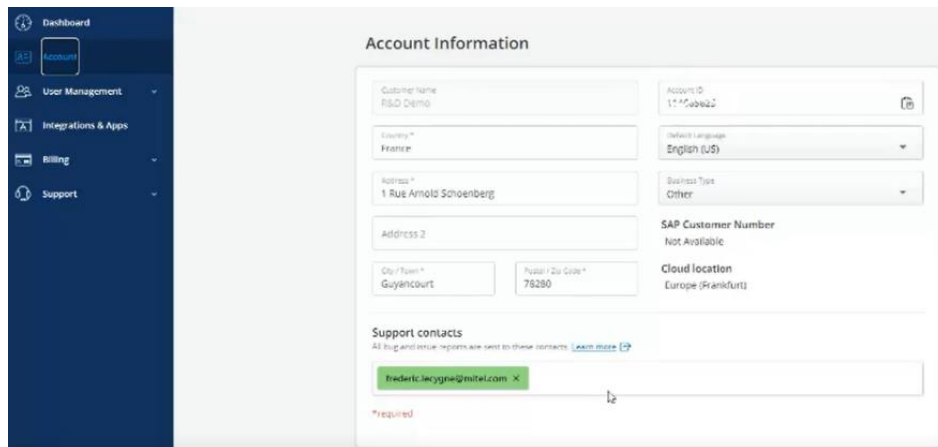 Dashboard
Account
User Management
Integrations & Apps
Billing
Support
Account Information
Customer Name
R&D Demo
Account ID
Country *
France
Default Language
English (US)
Address *
1 Rue Arnold Schoenberg
Business Type
Other
Address 2
SAP Customer Number
Not Available
City / Town *
Guyancourt
Postal / Zip Code *
78280
Cloud location
Europe (Frankfurt)
Support contacts
All bug and issue reports are sent to these contacts. Learn more
frederic.lecygne@mitel.com ×
*required